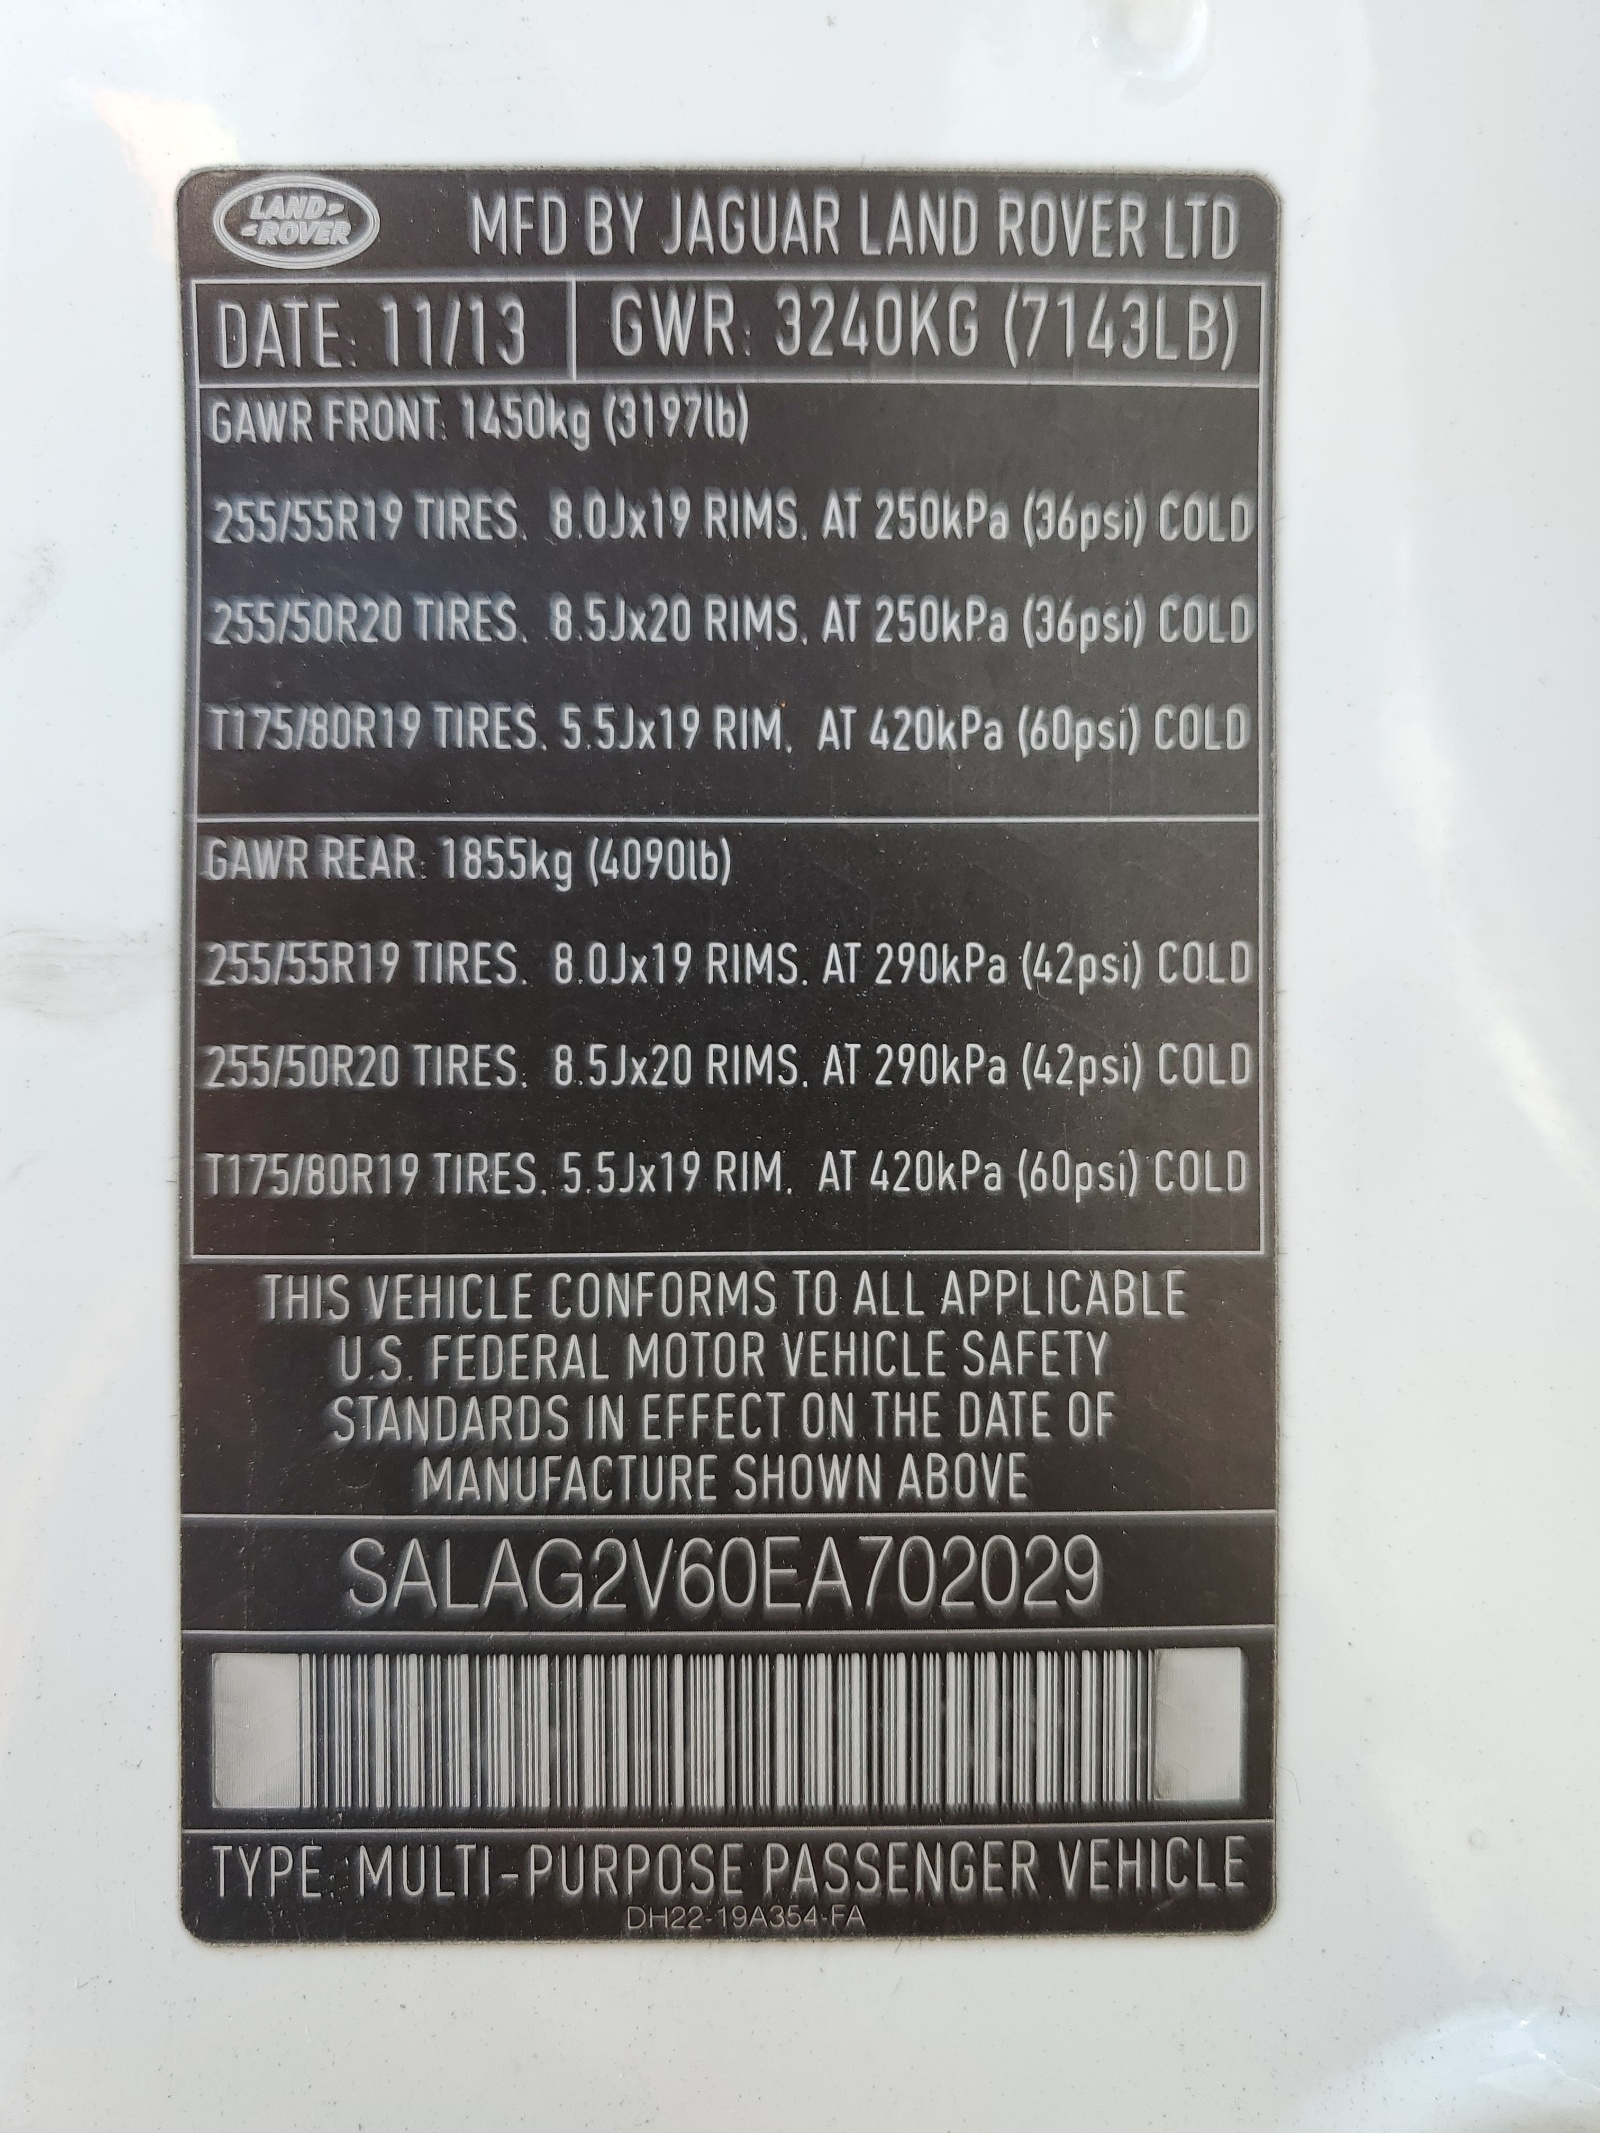 LAND ROVER MFD BY JAGUAR LAND ROVER LTD
DATE: 11/13 GWR: 3240KG (7143LB)
GAWR FRONT: 1450kg (3197lb)
255/55R19 TIRES. 8.0Jx19 RIMS. AT 250kPa (36psi) COLD
255/50R20 TIRES. 8.5Jx20 RIMS. AT 250kPa (36psi) COLD
T175/80R19 TIRES. 5.5Jx19 RIM. AT 420kPa (60psi) COLD
GAWR REAR: 1855kg (4090lb)
255/55R19 TIRES. 8.0Jx19 RIMS. AT 290kPa (42psi) COLD
255/50R20 TIRES. 8.5Jx20 RIMS. AT 290kPa (42psi) COLD
T175/80R19 TIRES. 5.5Jx19 RIM. AT 420kPa (60psi) COLD
THIS VEHICLE CONFORMS TO ALL APPLICABLE
U.S. FEDERAL MOTOR VEHICLE SAFETY
STANDARDS IN EFFECT ON THE DATE OF
MANUFACTURE SHOWN ABOVE
SALAG2V60EA702029
TYPE: MULTI-PURPOSE PASSENGER VEHICLE
DH22-19A354-FA